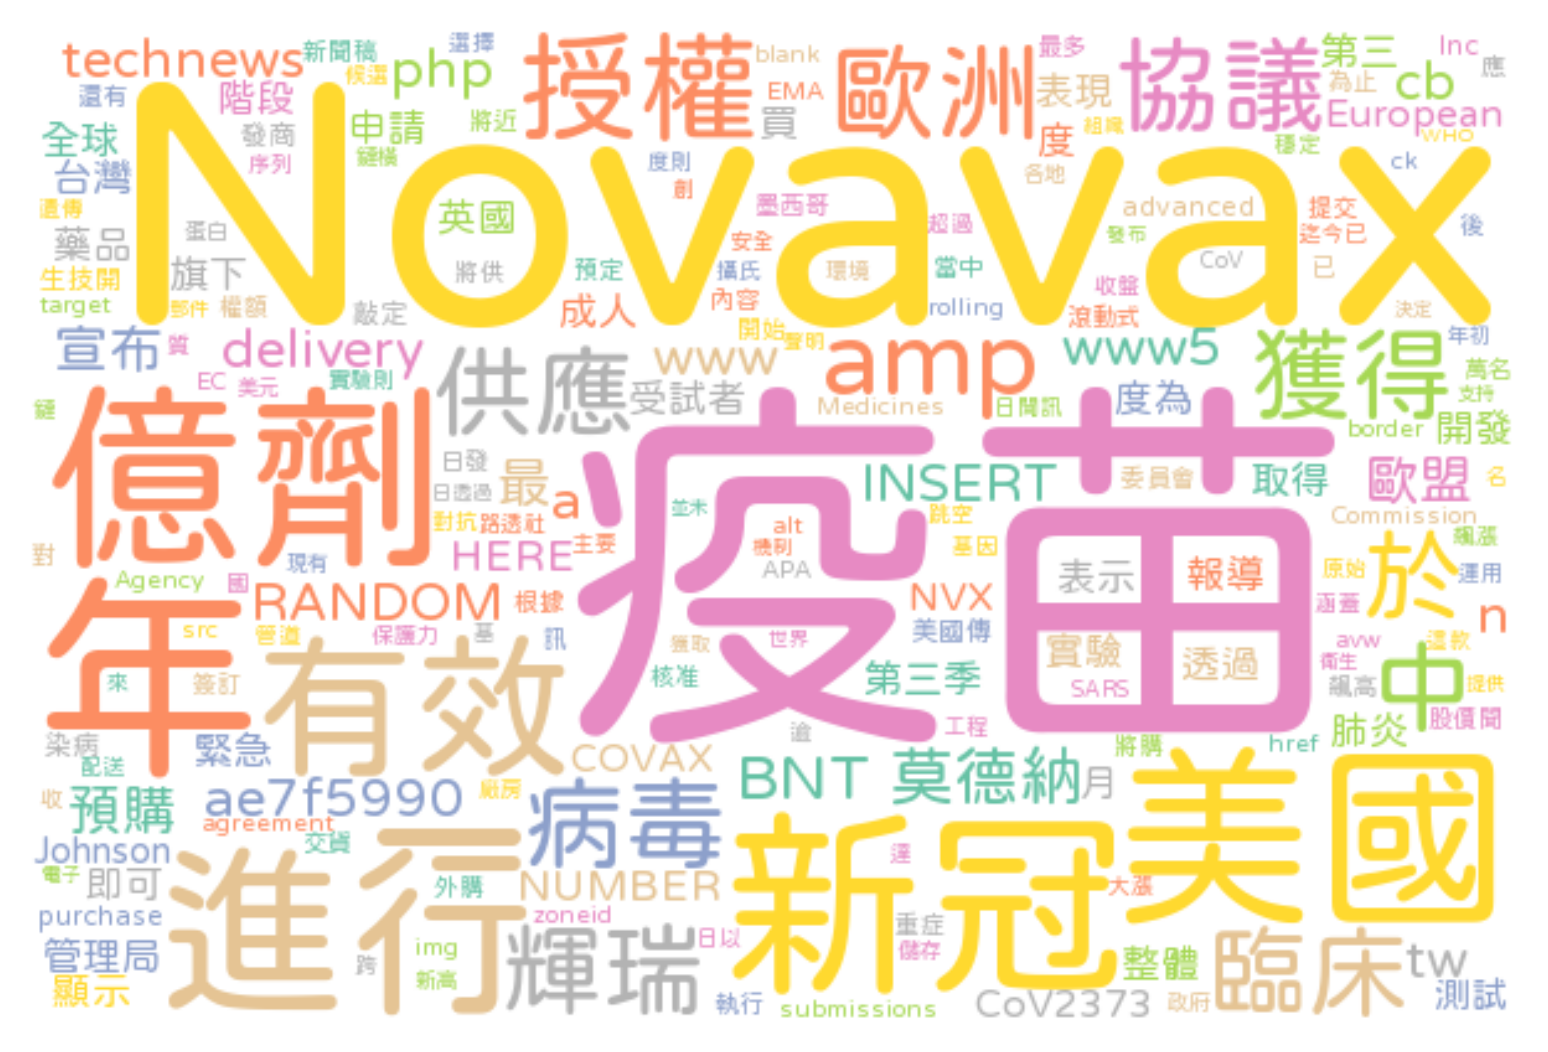 technews
新聞稿
選擇
候選
php
授權
blank
EMA
買
歐洲
最多
表現
組織
度
協議
第三
為止
cb
Inc
應
European
WHO
穩定
還有
階段
發商
序列
申請
鏈橫
將近
全球
台灣
遺傳
藥品
生技開
target
Novavax
蛋白
旗下
部件
權額
敲定
英國
將供
度則
創
墨西哥
安全
預定
攝氏
成人
內容
環境
超過
當中
rolling
各地
advanced
發布
CoV
收盤
滾動式
ck
提交
迄今已
已
後
決定
年初
宣布
質
delivery
EC
美元
實驗則
供應
受試者
www
開始
聲明
amp
Medicines
日聞訊
www5
度為
獲得
萬名
支持
border
開發
鏈
億劑
日發
日透過
最
a
對抗
路透社
主要
HERE
疫苗
並未
alt
機制
APA
INSERT
跳空
基因
委員會
取得
歐盟
名
Commission
飆漲
對
現有
Agency
國
RANDOM
根據
NVX
美國傳
表示
報導
原始
於
運用
涵蓋
n
年
src
管道
保護力
基
訊
獲取
世界
核准
第三季
實驗
透過
SARS
avw
衛生
這款
飆高
中
提供
股價聞
來
簽訂
有效
逾
工程
染病
配送
緊急
COVAX
將購
href
肺炎
收
預購
ae7f5990
廠房
agreement
交貨
病毒
BNT
莫德納
月
美國
Johnson
電子
即可
purchase
管理局
顯示
進行
外購
NUMBER
zoneid
img
新高
跨
輝瑞
日以
執行
新冠
達
重症
儲存
submissions
大漲
整體
CoV2373
政府
臨床
tw
測試